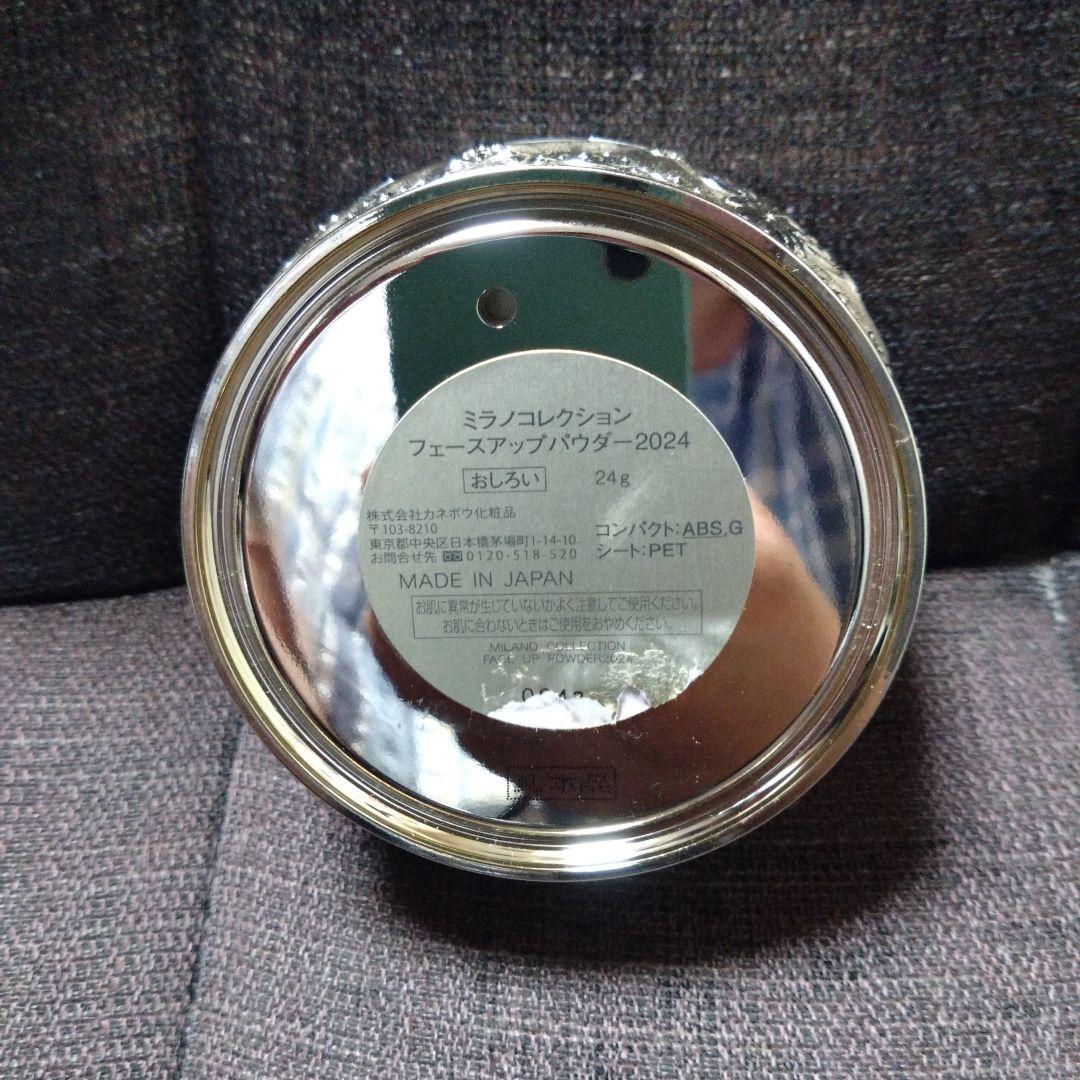 ミラノコレクション
フェースアップパウダー2024
おしろい 24g
株式会社カネボウ化粧品
〒103-8210
東京都中央区日本橋茅場町1-14-10
お問合せ先 0120-518-520
コンパクト:ABS,G
シート:PET
MADE IN JAPAN
お肌に異常が生じていないかよく注意してご使用ください。
お肌に合わないときはご使用をおやめください。
MILANO COLLECTION
FACE UP POWDER2024